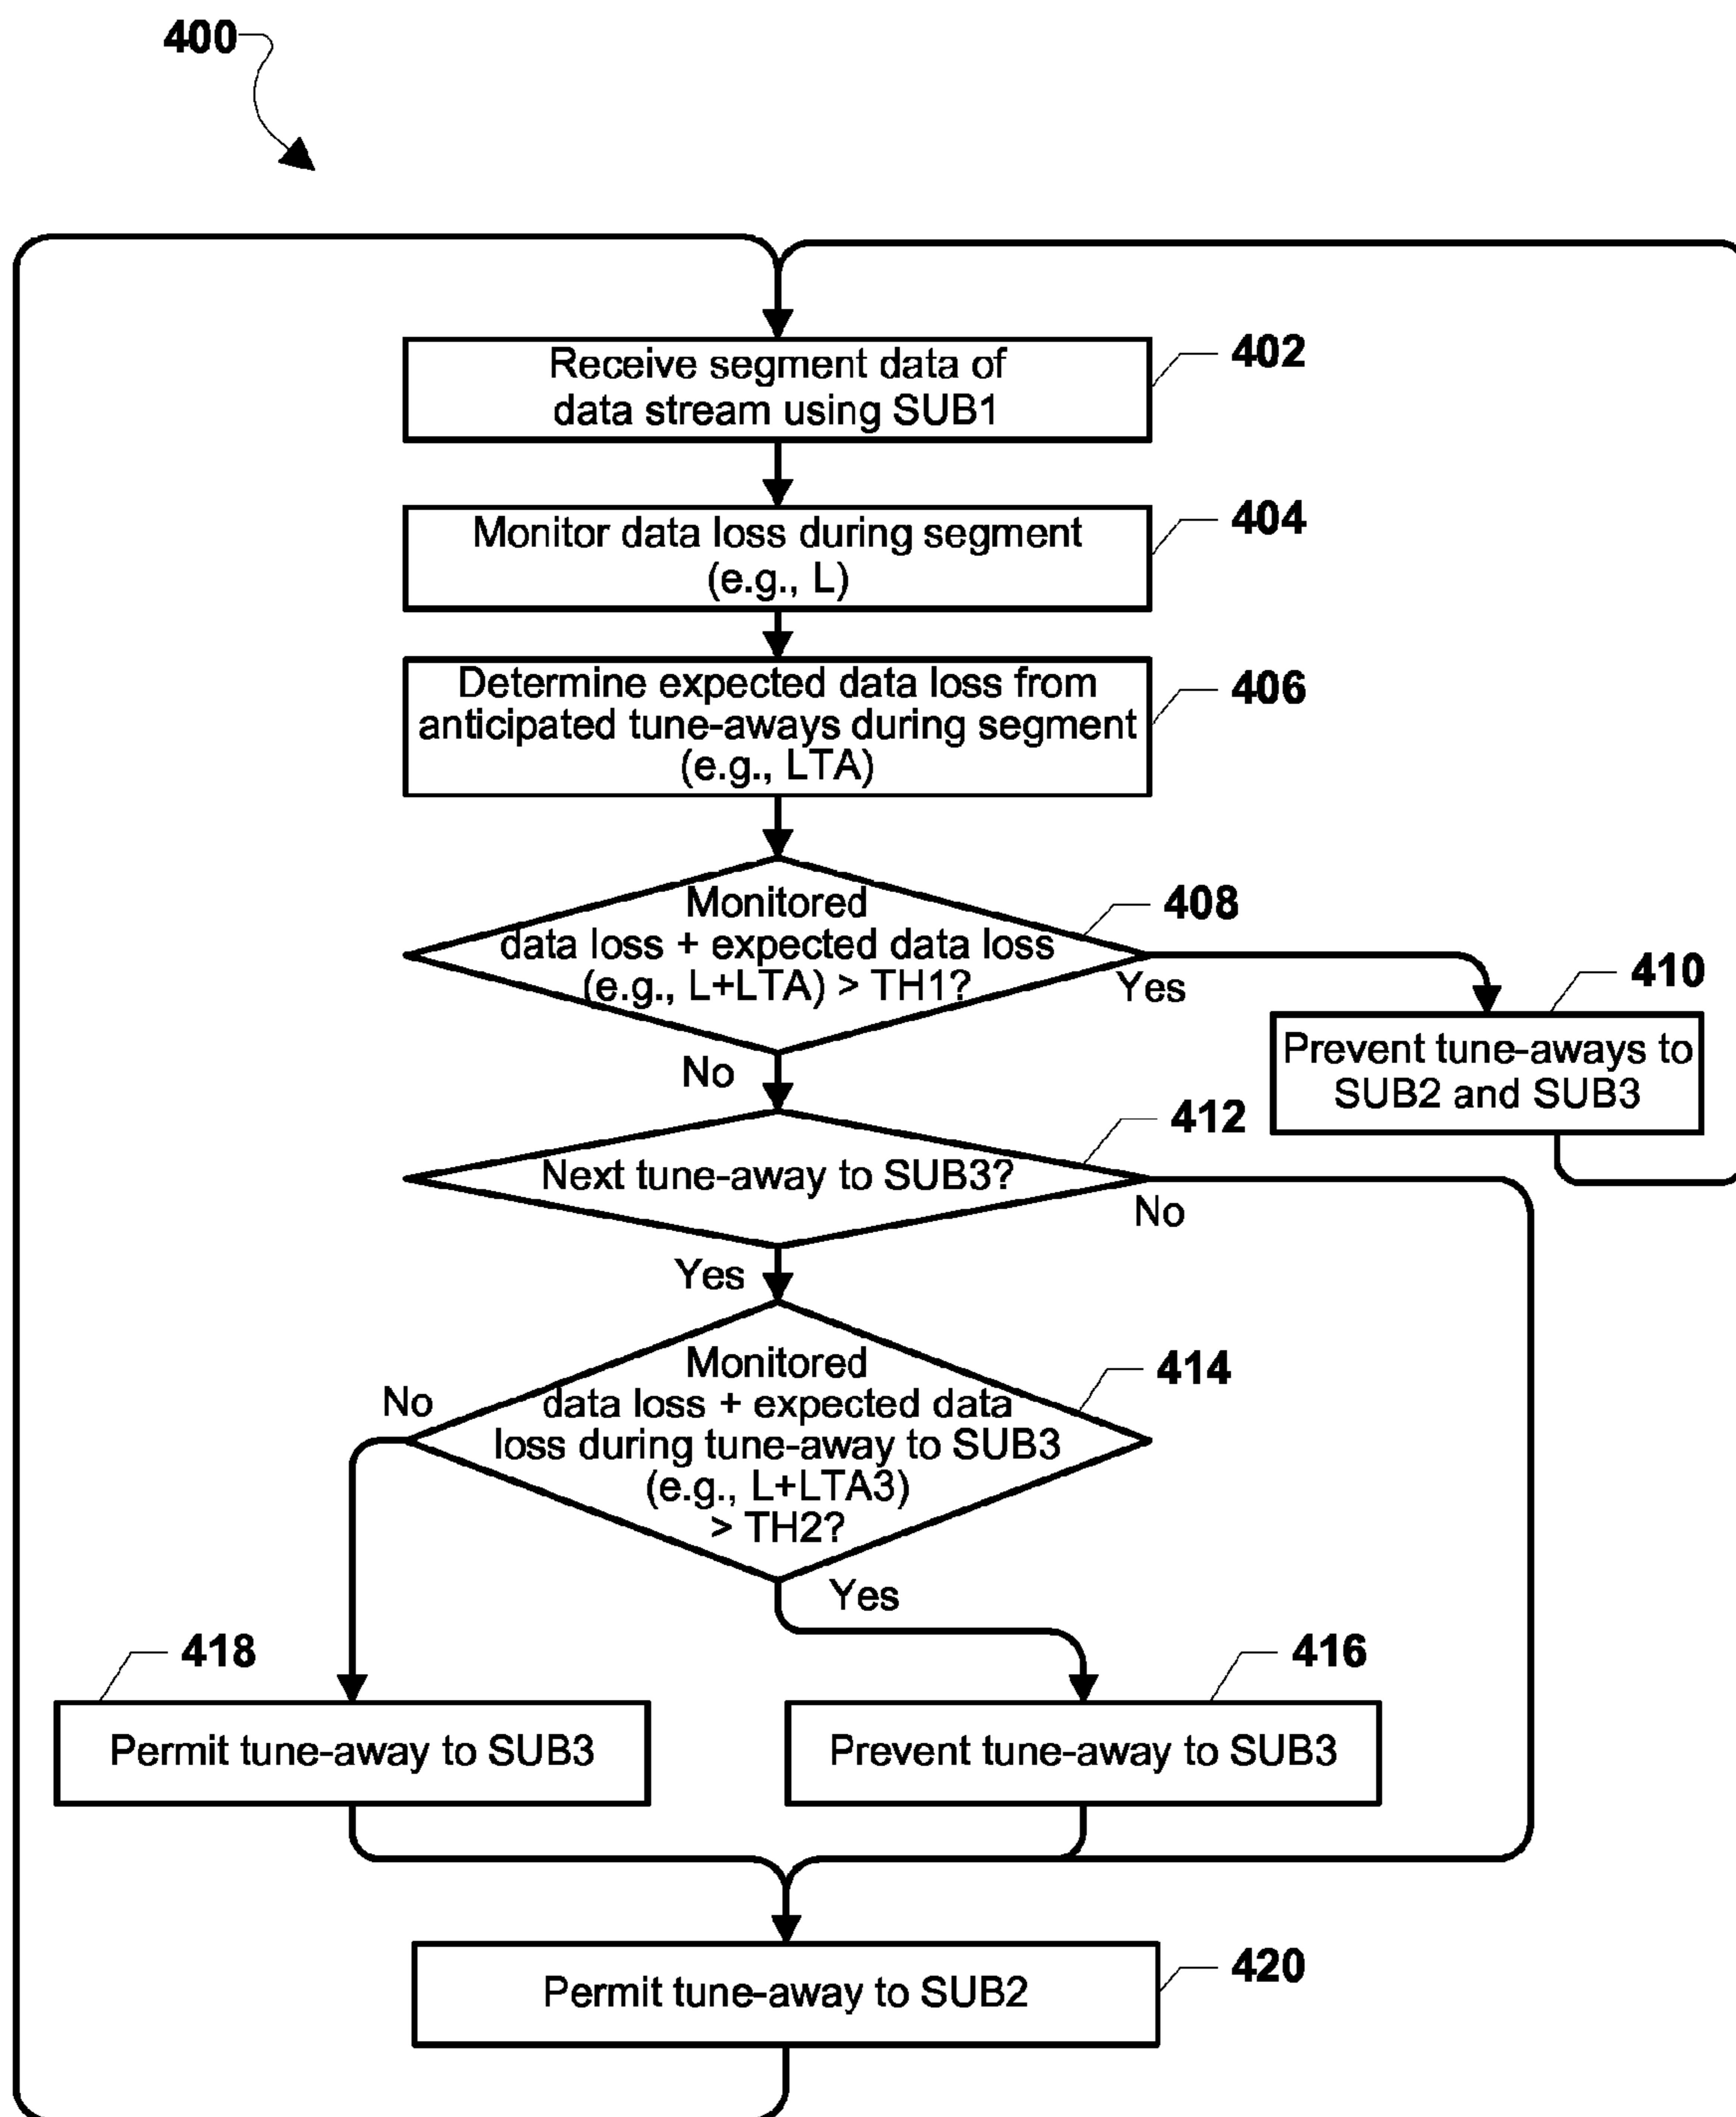 400
Receive segment data of
data stream using SUB1
402
Monitor data loss during segment
(e.g., L)
404
Determine expected data loss from
anticipated tune-aways during segment
(e.g., LTA)
406
Monitored
data loss + expected data loss
(e.g., L+LTA) > TH1?
408
Yes
No
410
Prevent tune-aways to
SUB2 and SUB3
412
Next tune-away to SUB3?
No
Yes
Monitored
data loss + expected data
loss during tune-away to SUB3
(e.g., L+LTA3)
> TH2?
414
No
Yes
418
Permit tune-away to SUB3
416
Prevent tune-away to SUB3
Permit tune-away to SUB2
420